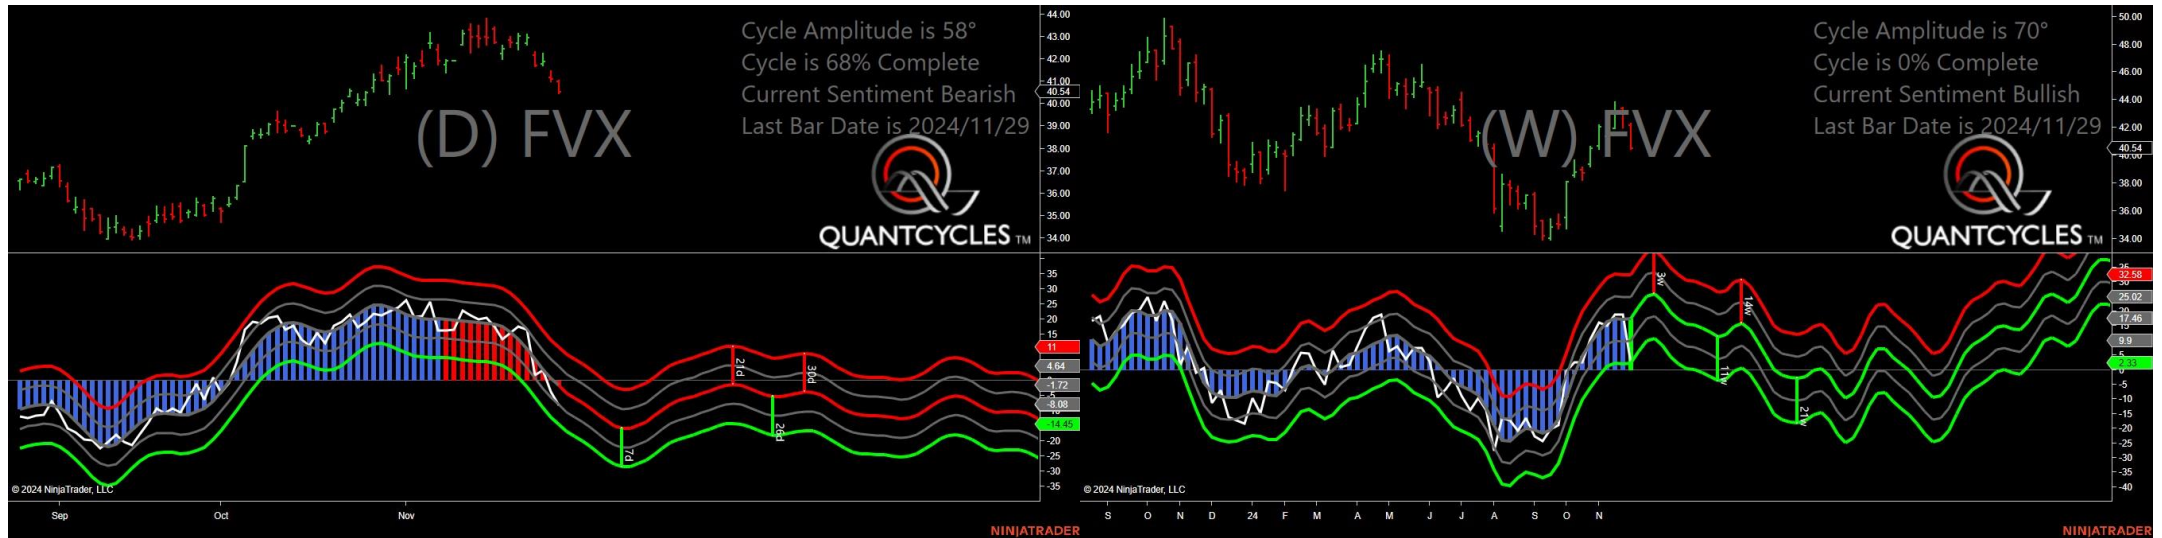 Cycle Amplitude is 58°
Cycle is 68% Complete
Current Sentiment Bearish
Last Bar Date is 2024/11/29
(D) FVX
QUANTCYCLES TM
44.00
43.00
42.00
41.00
40.54
40.00
39.00
38.00
37.00
36.00
35.00
34.00
35
30
25
20
15
11
4.64
-1.72
-8.08
-14.45
-20
-25
-30
-35
7d
21d
26d
30d
© 2024 NinjaTrader, LLC
Sep
Oct
Nov
NINJATRADER
Cycle Amplitude is 70°
Cycle is 0% Complete
Current Sentiment Bullish
Last Bar Date is 2024/11/29
(W) FVX
QUANTCYCLES TM
50.00
48.00
46.00
44.00
42.00
40.54
40.00
38.00
36.00
34.00
32.58
25.02
17.46
9.9
2.33
-5
-10
-15
-20
-25
-30
-35
-40
3w
11w
14w
21w
© 2024 NinjaTrader, LLC
S
O
N
D
24
F
M
A
M
J
J
A
S
O
N
NINJATRADER